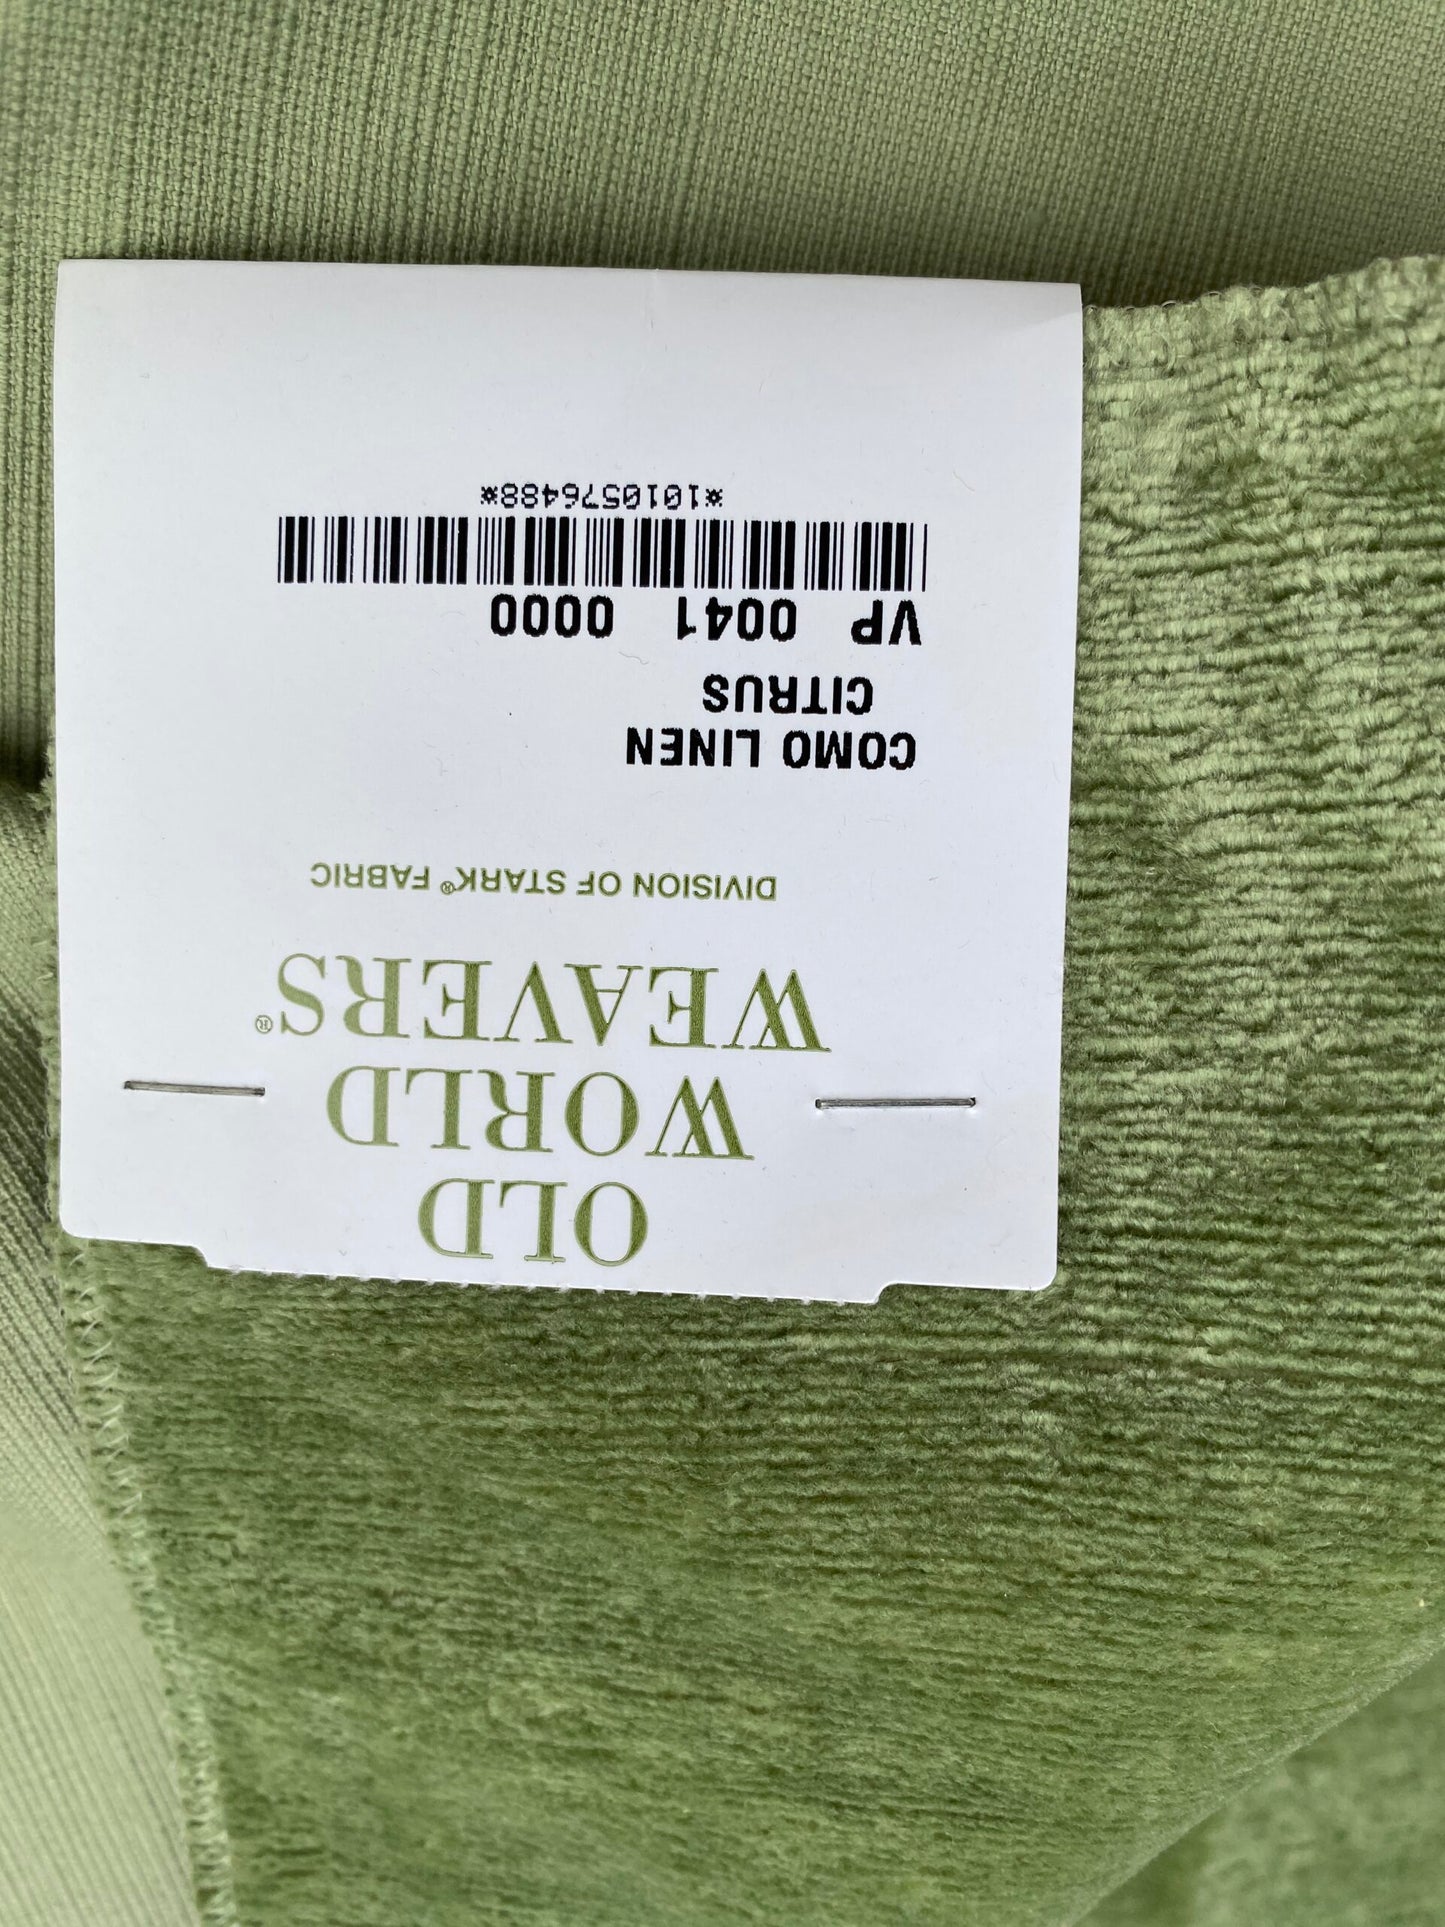 OLD
WORLD
WEAVERS®
DIVISION OF STARK® FABRIC
COMO LINEN
CITRUS
VP 0041 0000
*1010576488*